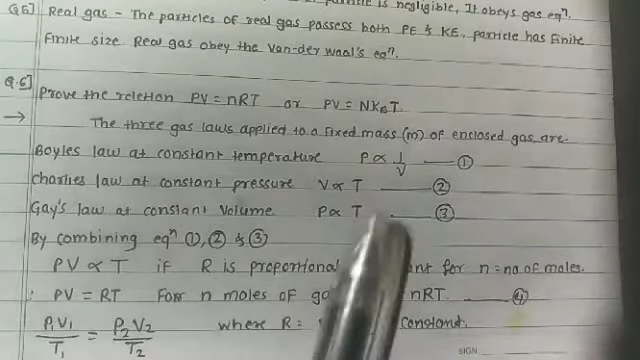 particle is negligible, It obeys gas eqⁿ.
Q.5] Real gas - The particles of real gas possess both PE & KE, particle has finite
finite size Real gas obey the Van-der Waal's eqⁿ.
Q.6] Prove the reletion PV = nRT or PV = NK_BT.
→ The three gas laws applied to a fixed mass (m) of enclosed gas are.
Boyles law at constant temperature P ∝ 1/V —— ①
Charles law at constant pressure V ∝ T —— ②
Gay's law at constant volume P ∝ T —— ③
By combining eqⁿ ①, ② & ③
PV ∝ T if R is proportional for n = no of moles.
PV = RT For n moles of nRT. —— ④
P₁V₁/T₁ = P₂V₂/T₂ where R = constant.
SIGN